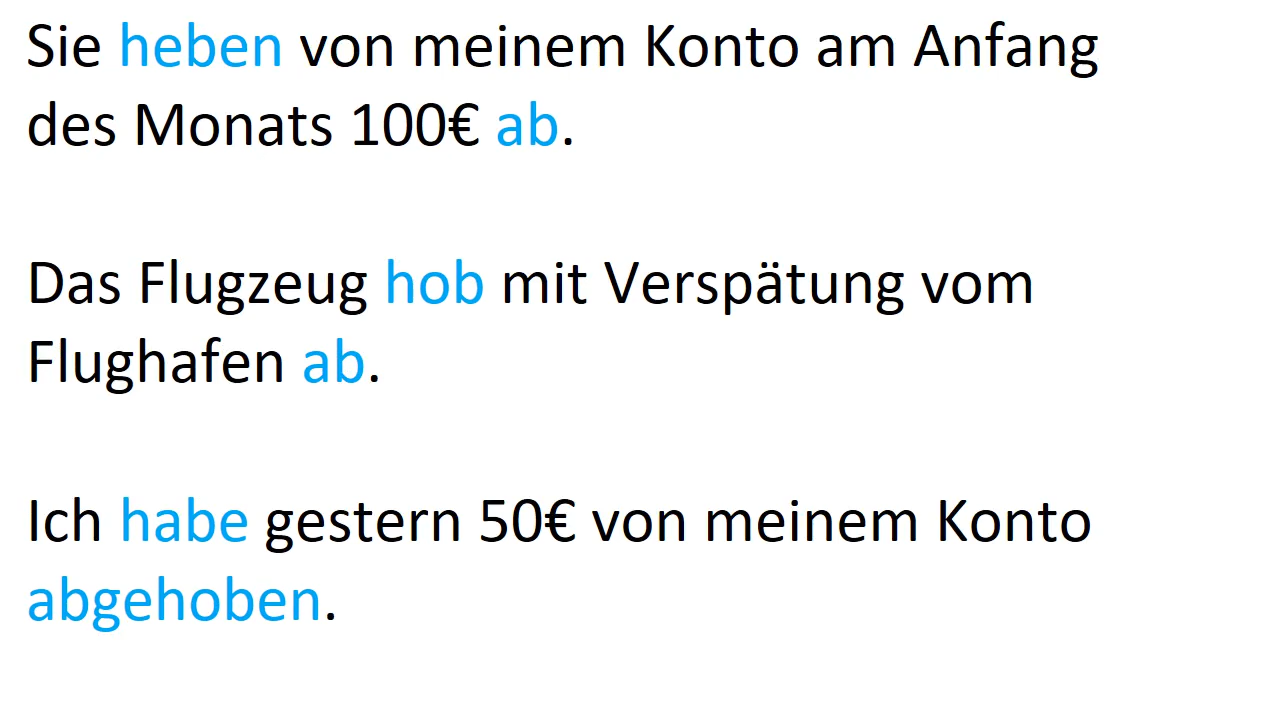 Sie heben von meinem Konto am Anfang
des Monats 100€ ab.
Das Flugzeug hob mit Verspätung vom
Flughafen ab.
Ich habe gestern 50€ von meinem Konto
abgehoben.